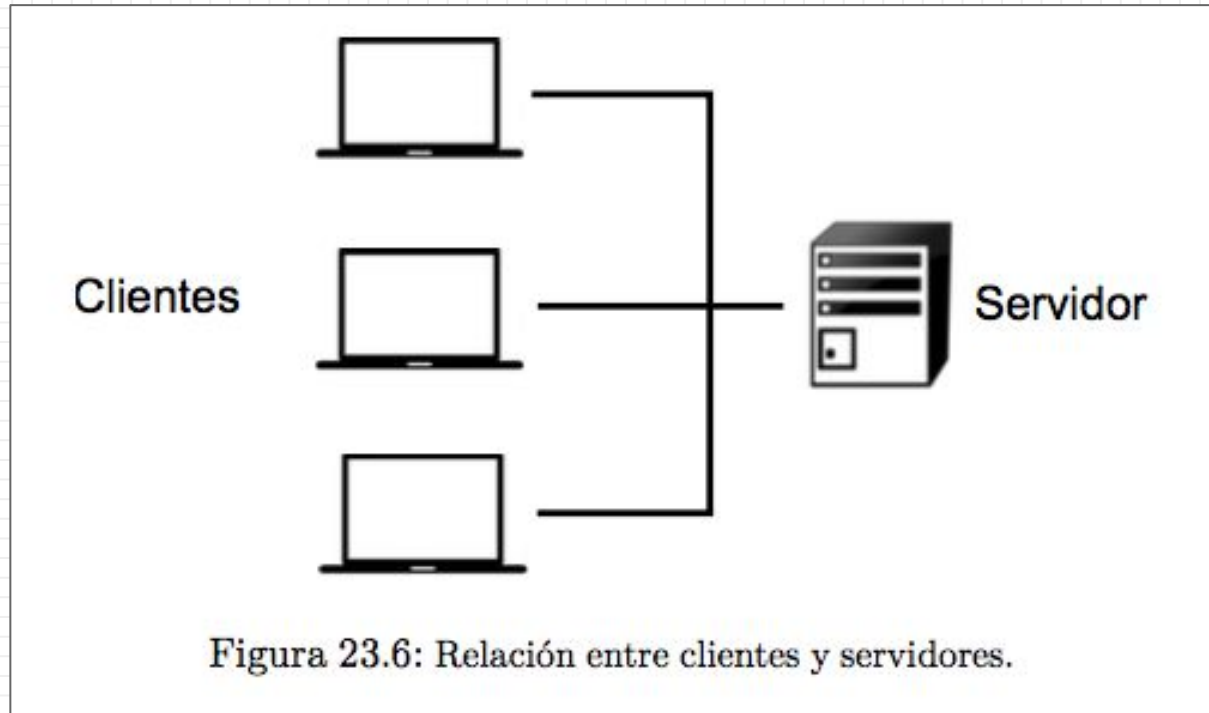 Clientes
Servidor
Figura 23.6: Relación entre clientes y servidores.